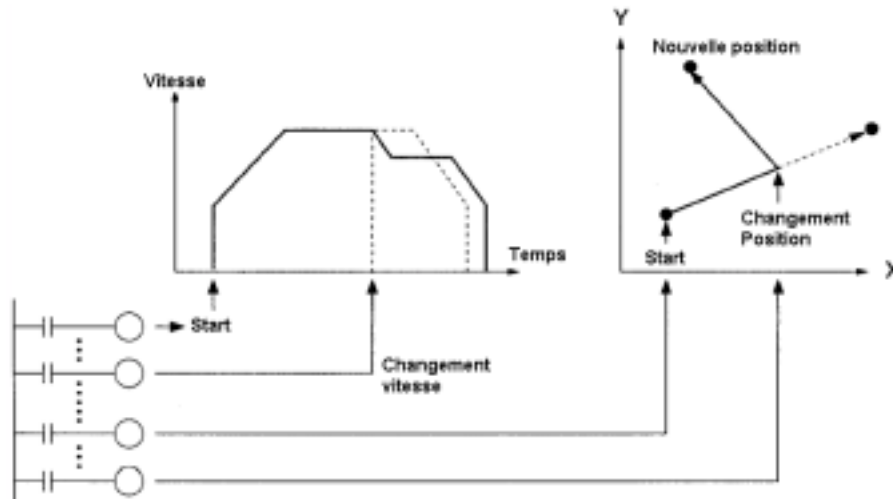 Y
Nouvelle position
Vitesse
Changement
Position
Temps
Start
X
Start
Changement
vitesse